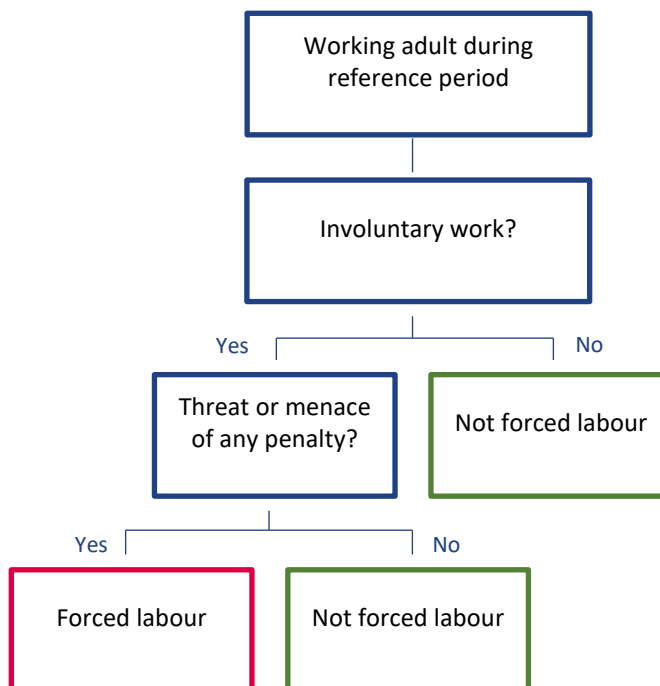 Working adult during
reference period
Involuntary work?
Yes
No
Threat or menace
of any penalty?
Not forced labour
Yes
No
Forced labour
Not forced labour